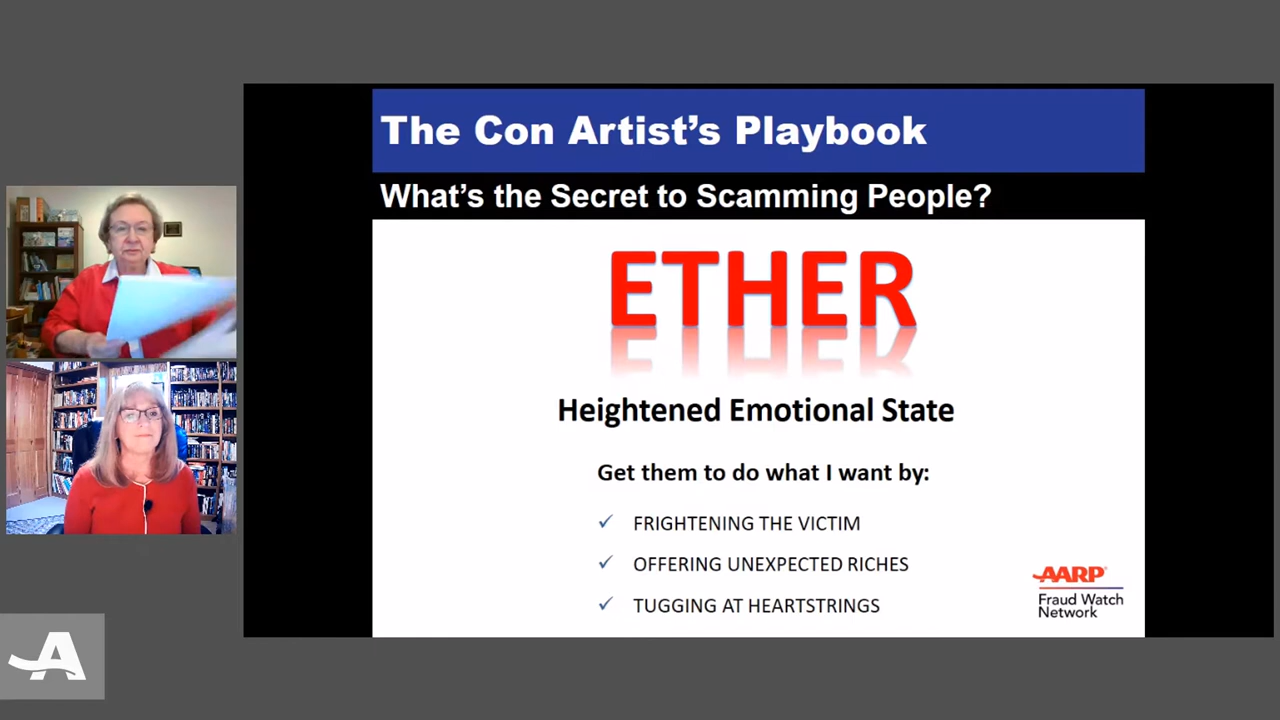 The Con Artist's Playbook
What's the Secret to Scamming People?
ETHER
Heightened Emotional State
Get them to do what I want by:
✓ FRIGHTENING THE VICTIM
✓ OFFERING UNEXPECTED RICHES
✓ TUGGING AT HEARTSTRINGS
AARP®
Fraud Watch
Network
A